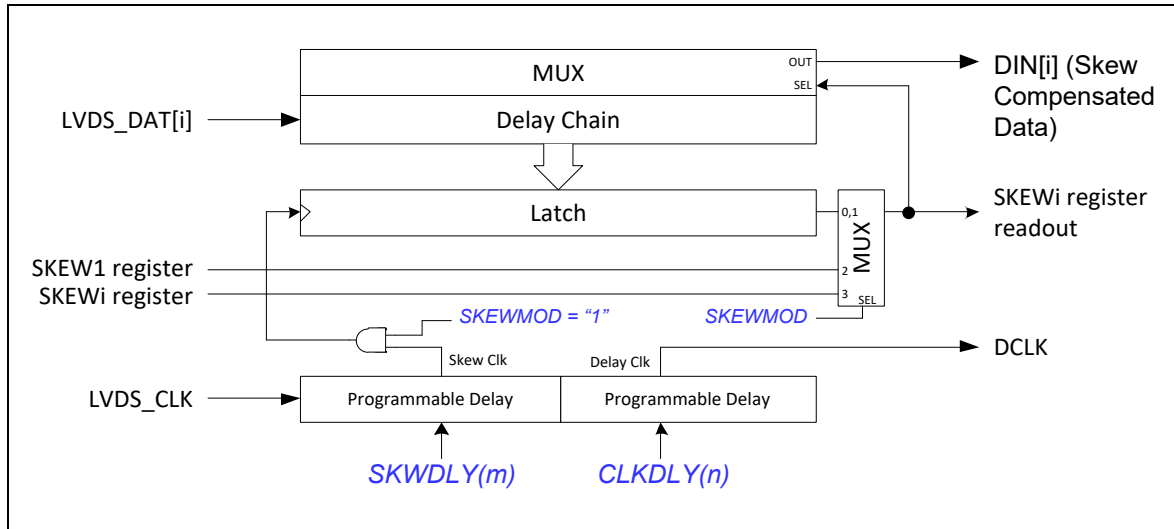 MUX
OUT
SEL
DIN[i] (Skew
Compensated
Data)
LVDS_DAT[i]
Delay Chain
Latch
0,1
MUX
2
3
SEL
SKEWi register
readout
SKEW1 register
SKEWi register
SKEWMOD = “1”
SKEWMOD
Skew Clk
Delay Clk
DCLK
LVDS_CLK
Programmable Delay
Programmable Delay
SKWDLY(m)
CLKDLY(n)